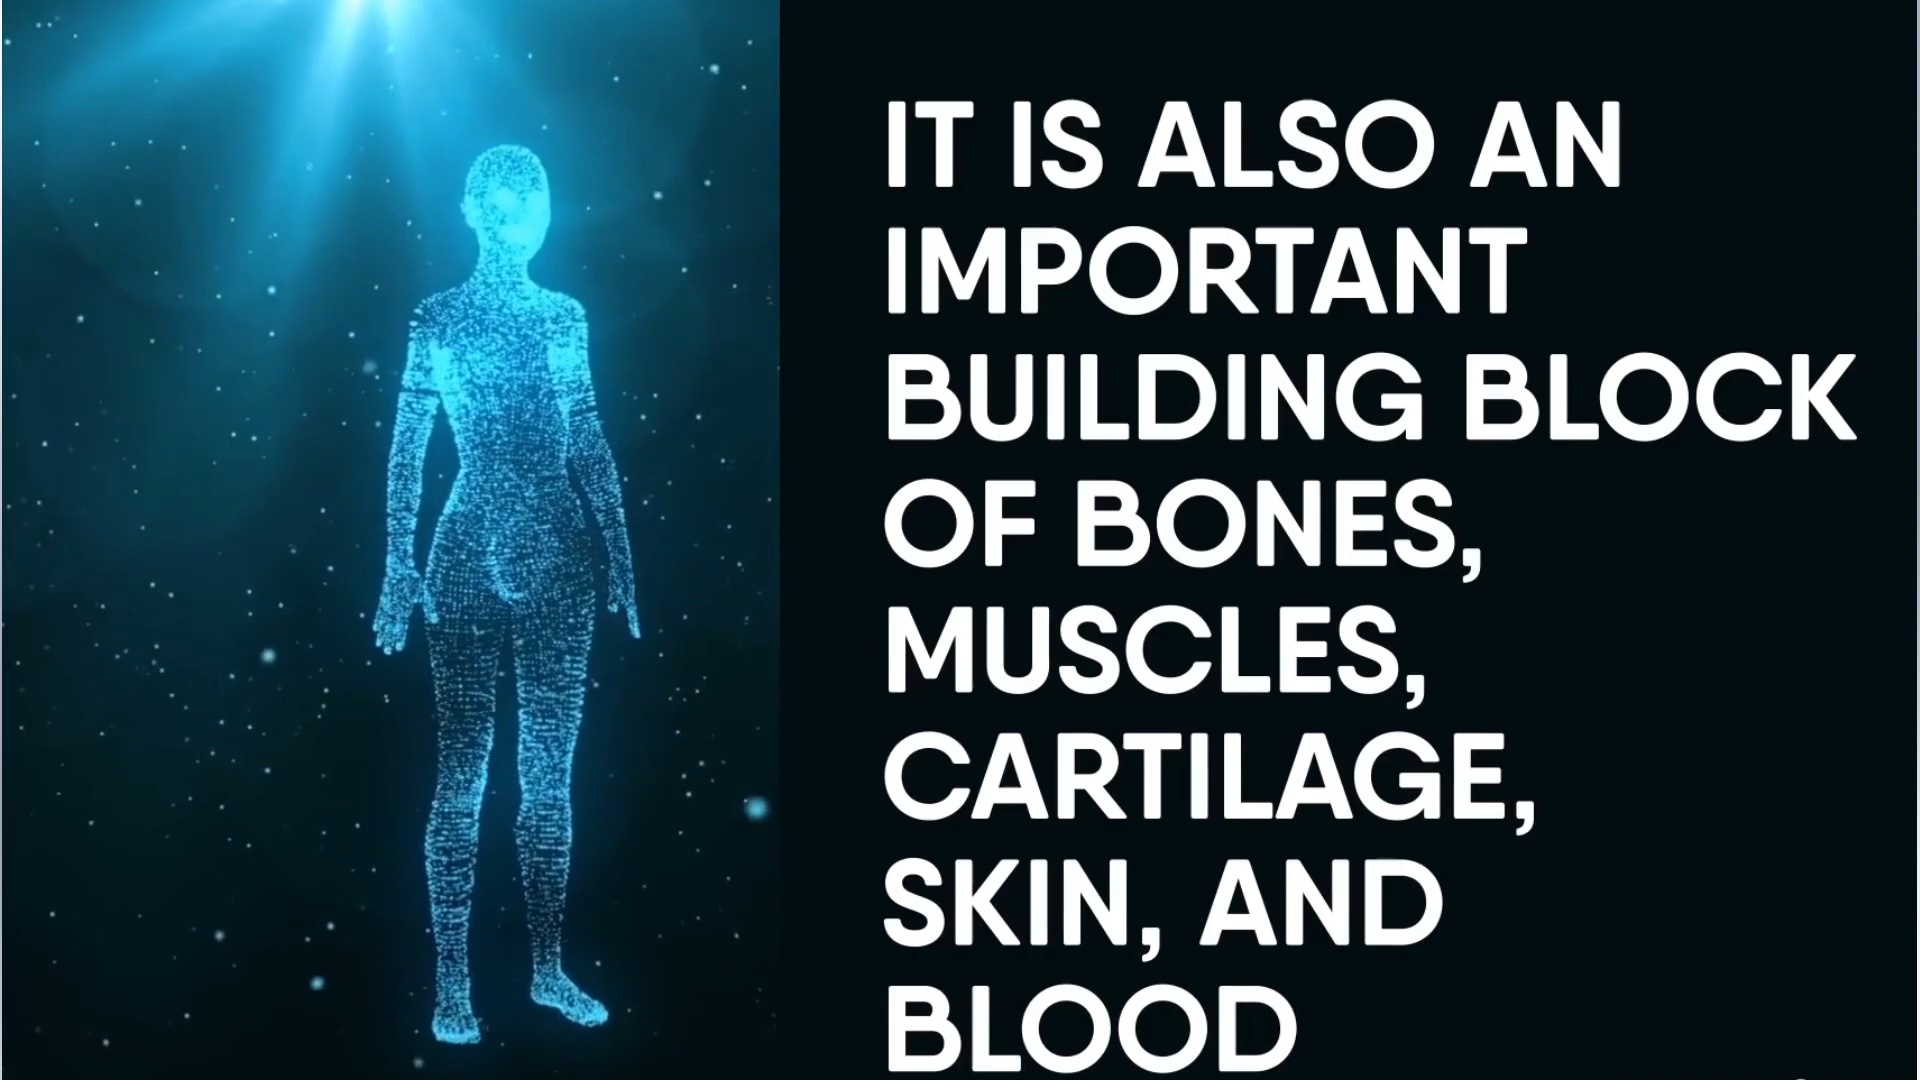 IT IS ALSO AN
IMPORTANT
BUILDING BLOCK
OF BONES,
MUSCLES,
CARTILAGE,
SKIN, AND
BLOOD